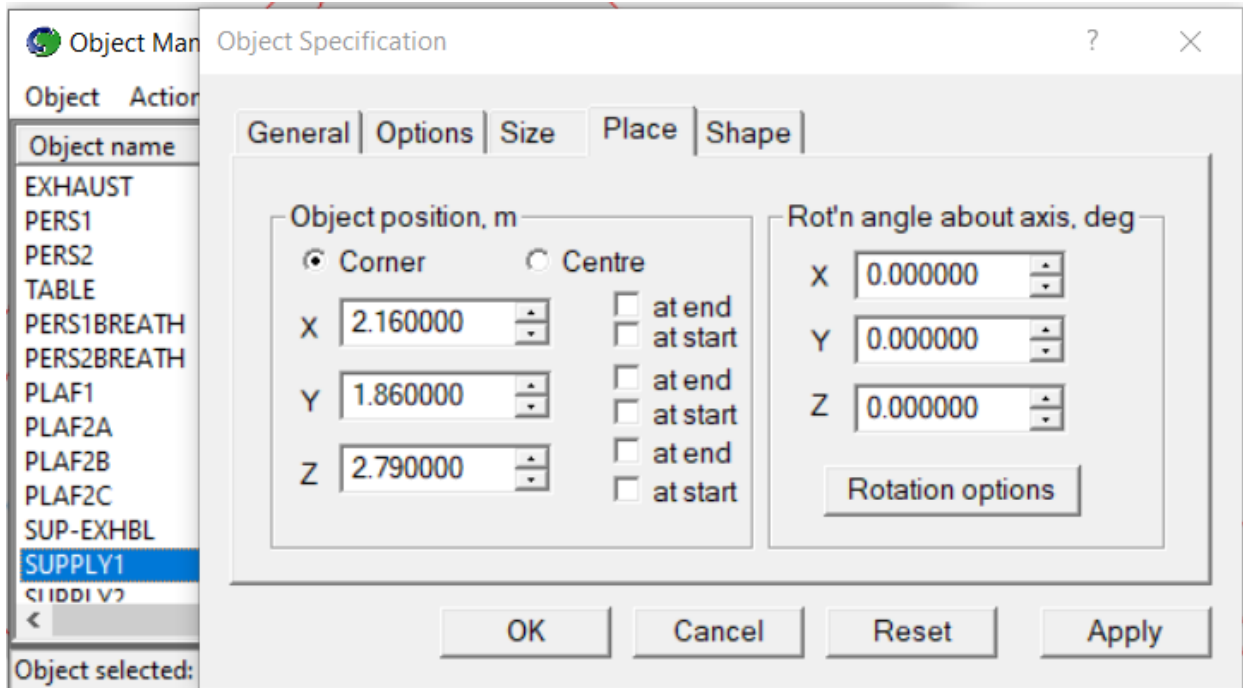 Object Man
Object Action
Object name
EXHAUST
PERS1
PERS2
TABLE
PERS1BREATH
PERS2BREATH
PLAF1
PLAF2A
PLAF2B
PLAF2C
SUP-EXHBL
SUPPLY1
SUPPLY2
<
Object selected:
Object Specification ? ×
General Options Size Place Shape
Object position, m
Corner Centre
X 2.160000 at end
at start
Y 1.860000 at end
at start
Z 2.790000 at end
at start
Rot'n angle about axis, deg
X 0.000000
Y 0.000000
Z 0.000000
Rotation options
OK Cancel Reset Apply